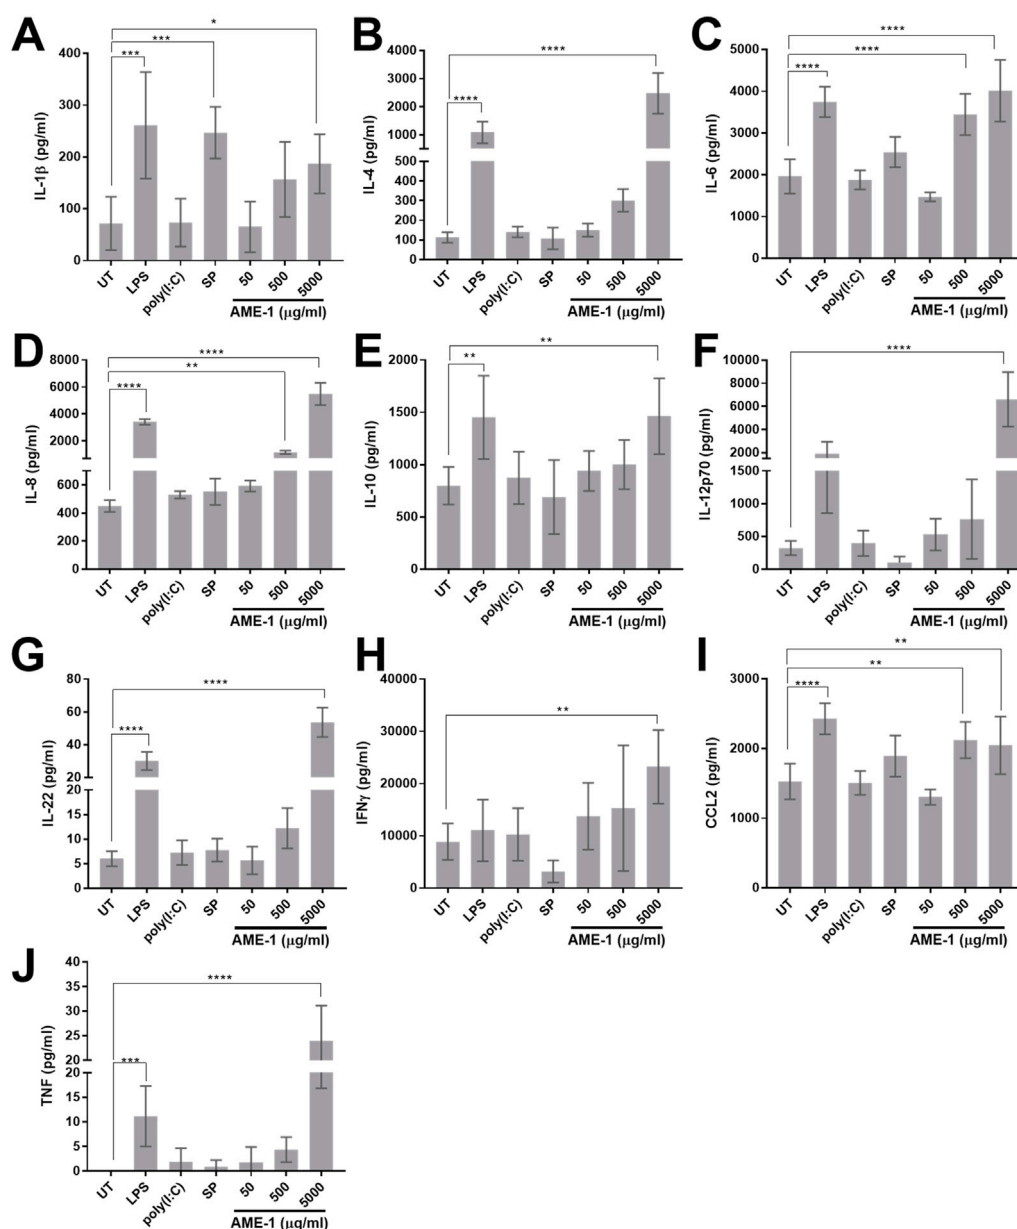 A
IL-1β (pg/ml)
400
300
200
100
0
*
***
***
UT LPS poly(I:C) SP 50 500 5000
AME-1 (μg/ml)
B
IL-4 (pg/ml)
4000
3000
2000
1000
500
400
300
200
100
0
****
****
UT LPS poly(I:C) SP 50 500 5000
AME-1 (μg/ml)
C
IL-6 (pg/ml)
5000
4000
3000
2000
1000
0
****
****
****
UT LPS poly(I:C) SP 50 500 5000
AME-1 (μg/ml)
D
IL-8 (pg/ml)
8000
6000
4000
2000
600
400
200
0
****
**
****
UT LPS poly(I:C) SP 50 500 5000
AME-1 (μg/ml)
E
IL-10 (pg/ml)
2000
1500
1000
500
0
**
**
UT LPS poly(I:C) SP 50 500 5000
AME-1 (μg/ml)
F
IL-12p70 (pg/ml)
10000
8000
6000
4000
2000
1500
1000
500
0
****
UT LPS poly(I:C) SP 50 500 5000
AME-1 (μg/ml)
G
IL-22 (pg/ml)
80
60
40
20
20
15
10
5
0
****
****
UT LPS poly(I:C) SP 50 500 5000
AME-1 (μg/ml)
H
IFNγ (pg/ml)
40000
30000
20000
10000
0
**
UT LPS poly(I:C) SP 50 500 5000
AME-1 (μg/ml)
I
CCL2 (pg/ml)
3000
2000
1000
0
**
**
****
UT LPS poly(I:C) SP 50 500 5000
AME-1 (μg/ml)
J
TNF (pg/ml)
40
35
30
25
20
20
15
10
5
0
****
***
UT LPS poly(I:C) SP 50 500 5000
AME-1 (μg/ml)